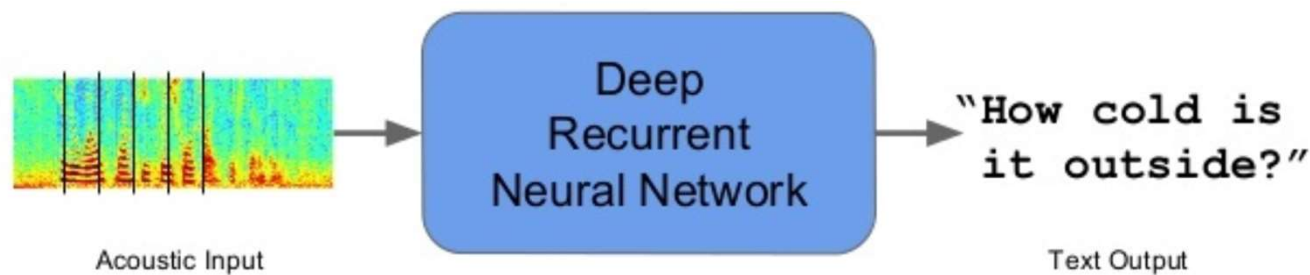 Deep
Recurrent
Neural Network
“How cold is
it outside?”
Acoustic Input
Text Output